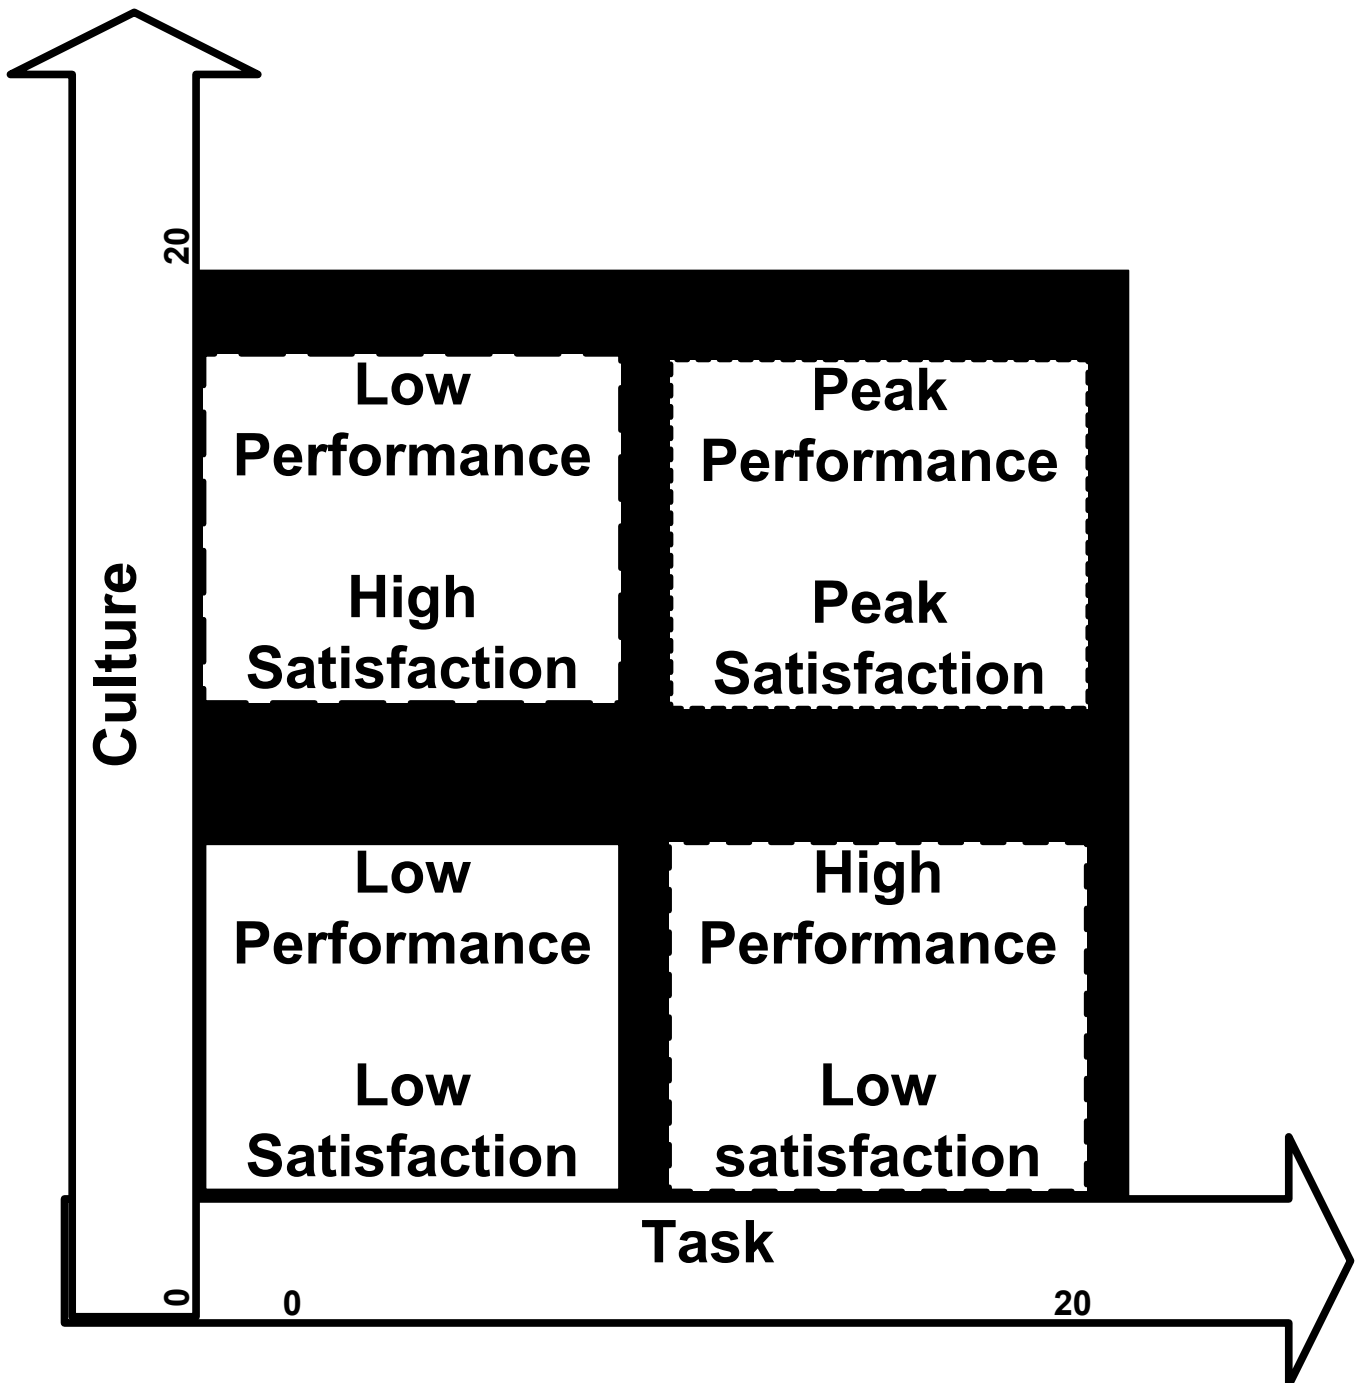 20
Low
Performance
High
Satisfaction
Peak
Performance
Peak
Satisfaction
Culture
Low
Performance
Low
Satisfaction
High
Performance
Low
satisfaction
Task
0
0
20